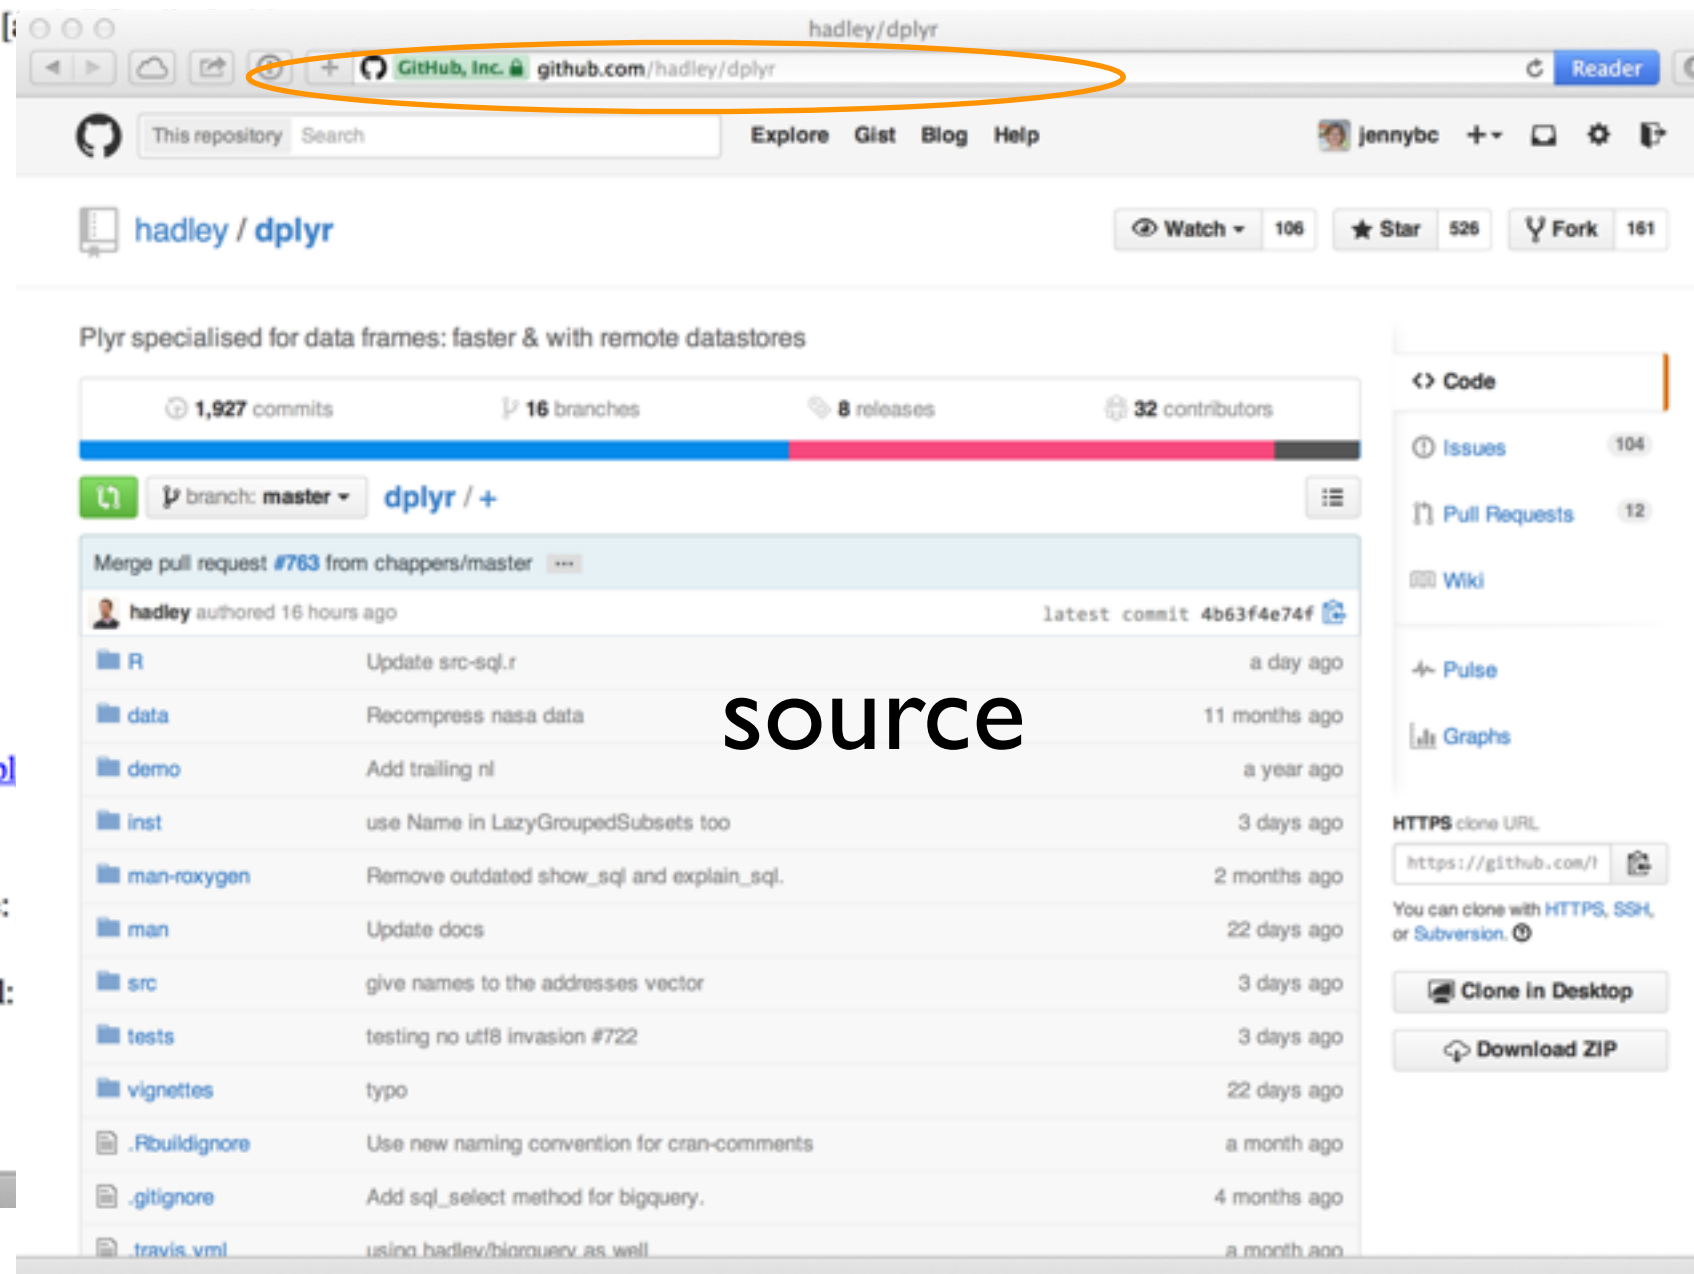 hadley/dplyr
GitHub, Inc. github.com/hadley/dplyr
Reader
This repository Search Explore Gist Blog Help jennybc
hadley / dplyr
Watch 106 Star 526 Fork 161
Plyr specialised for data frames: faster & with remote datastores
1,927 commits 16 branches 8 releases 32 contributors
branch: master dplyr / +
Merge pull request #763 from chappers/master ...
hadley authored 16 hours ago latest commit 4b63f4e74f
R Update src-sql.r a day ago
data Recompress nasa data 11 months ago
source
demo Add trailing nl a year ago
inst use Name in LazyGroupedSubsets too 3 days ago
man-roxygen Remove outdated show_sql and explain_sql. 2 months ago
man Update docs 22 days ago
src give names to the addresses vector 3 days ago
tests testing no utf8 invasion #722 3 days ago
vignettes typo 22 days ago
.Rbuildignore Use new naming convention for cran-comments a month ago
.gitignore Add sql_select method for bigquery. 4 months ago
.travis.yml using hadley/bigrquery as well a month ago
Code
Issues 104
Pull Requests 12
Wiki
Pulse
Graphs
HTTPS clone URL
https://github.com/
You can clone with HTTPS, SSH,
or Subversion.
Clone in Desktop
Download ZIP